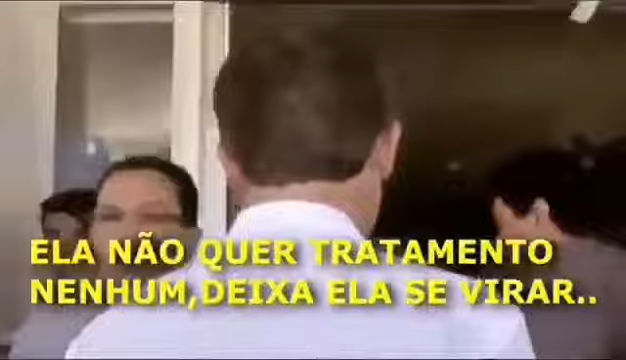 ELA NÃO QUER TRATAMENTO
NENHUM,DEIXA ELA SE VIRAR..